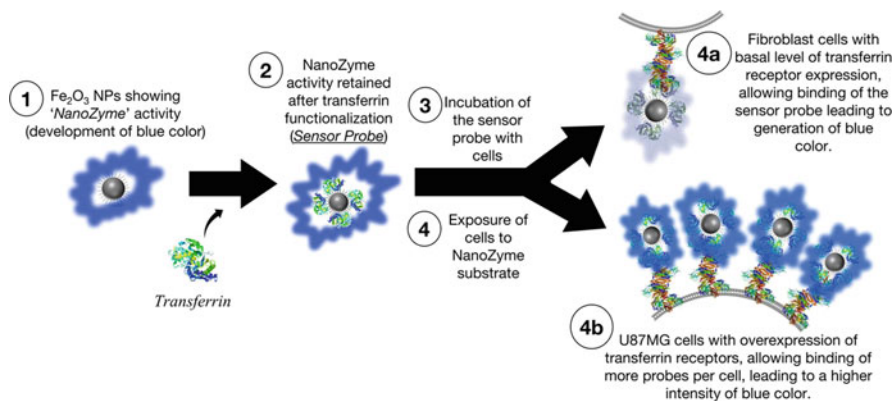 1
Fe₂O₃ NPs showing
‘NanoZyme’ activity
(development of blue color)
Transferrin
2
NanoZyme
activity retained
after transferrin
functionalization
(Sensor Probe)
3
Incubation of
the sensor
probe with
cells
4
Exposure of
cells to
NanoZyme
substrate
4a
Fibroblast cells with
basal level of transferrin
receptor expression,
allowing binding of the
sensor probe leading to
generation of blue
color.
4b
U87MG cells with overexpression of
transferrin receptors, allowing binding of
more probes per cell, leading to a higher
intensity of blue color.